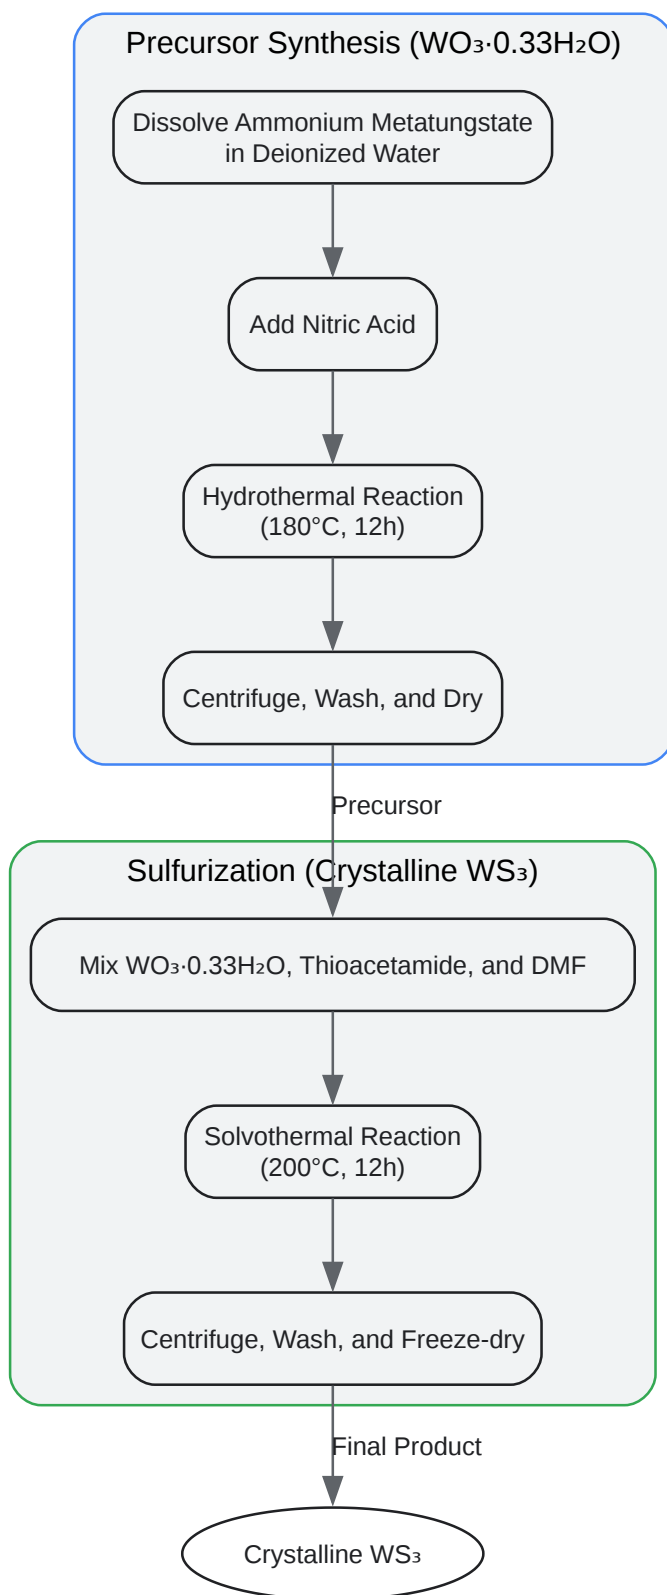 Precursor Synthesis (WO₃·0.33H₂O)
Dissolve Ammonium Metatungstate
in Deionized Water
Add Nitric Acid
Hydrothermal Reaction
(180°C, 12h)
Centrifuge, Wash, and Dry
Precursor
Sulfurization (Crystalline WS₃)
Mix WO₃·0.33H₂O, Thioacetamide, and DMF
Solvothermal Reaction
(200°C, 12h)
Centrifuge, Wash, and Freeze-dry
Final Product
Crystalline WS₃